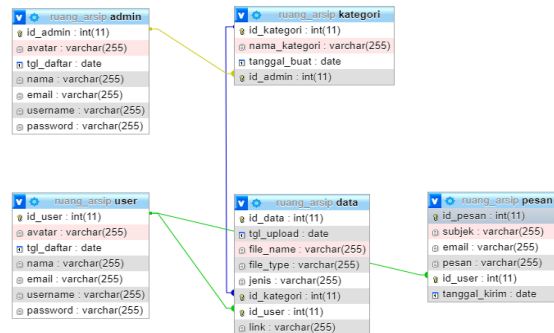 ruang_arsip admin
id_admin : int(11)
avatar : varchar(255)
tgl_daftar : date
nama : varchar(255)
email : varchar(255)
username : varchar(255)
password : varchar(255)
ruang_arsip kategori
id_kategori : int(11)
nama_kategori : varchar(255)
tanggal_buat : date
id_admin : int(11)
ruang_arsip user
id_user : int(11)
avatar : varchar(255)
tgl_daftar : date
nama : varchar(255)
email : varchar(255)
username : varchar(255)
password : varchar(255)
ruang_arsip data
id_data : int(11)
tgl_upload : date
file_name : varchar(255)
file_type : varchar(255)
jenis : varchar(255)
id_kategori : int(11)
id_user : int(11)
link : varchar(255)
ruang_arsip pesan
id_pesan : int(11)
subjek : varchar(255)
email : varchar(255)
pesan : varchar(255)
id_user : int(11)
tanggal_kirim : date